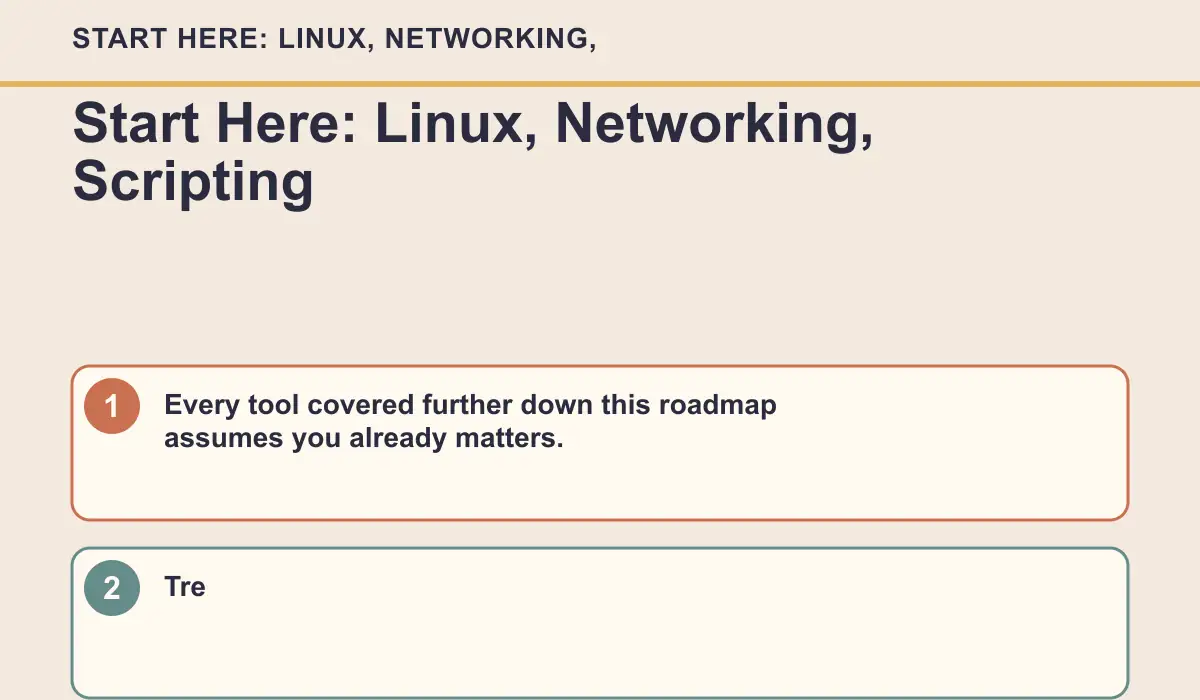 START HERE: LINUX, NETWORKING,
Start Here: Linux, Networking,
Scripting
1
Every tool covered further down this roadmap
assumes you already matters.
2
Tre